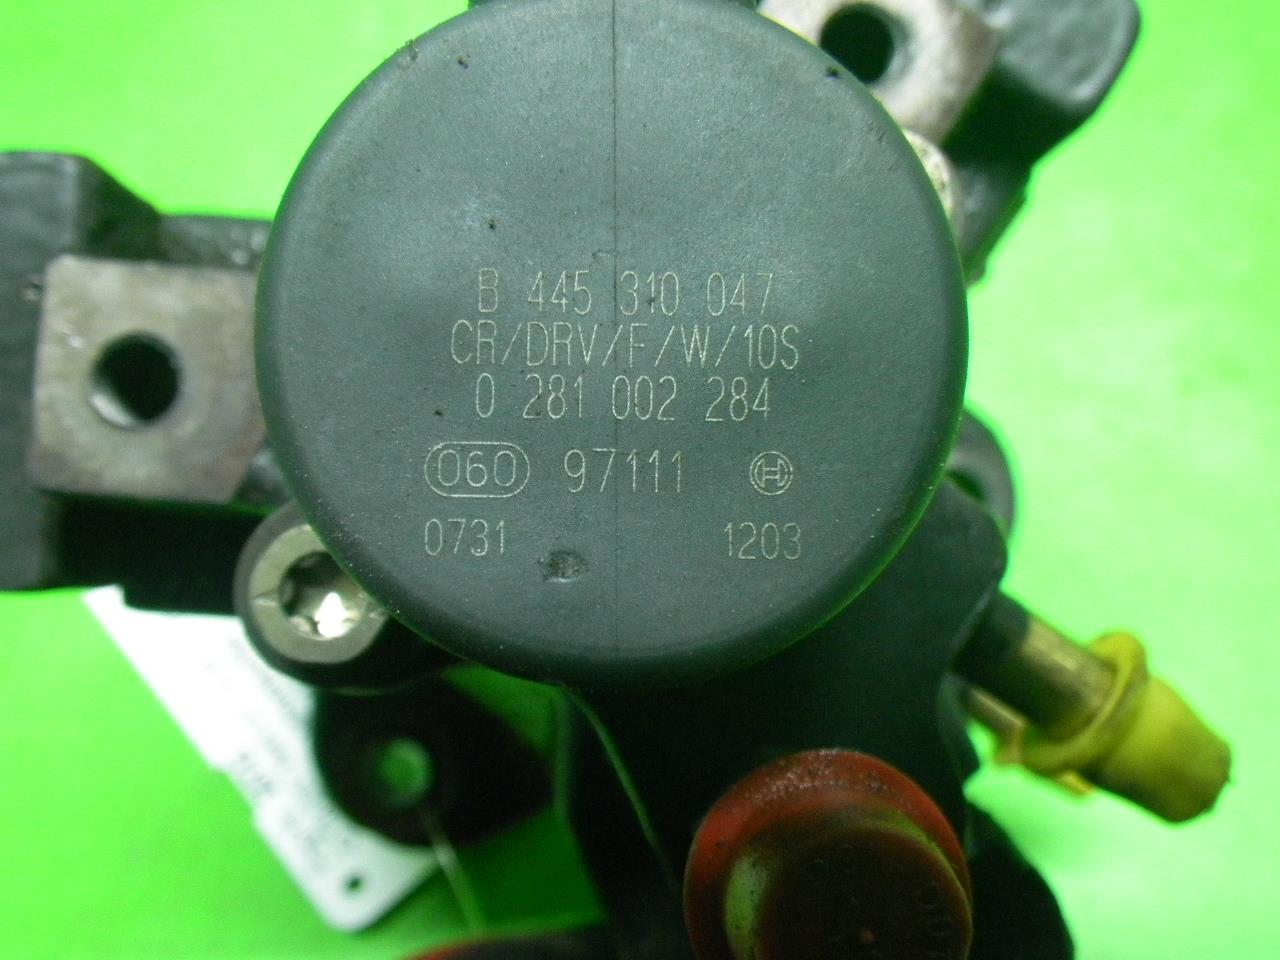 B 445 310 047
CR/DRV/F/W/10S
0 281 002 284
060 97111 H
0731 1203